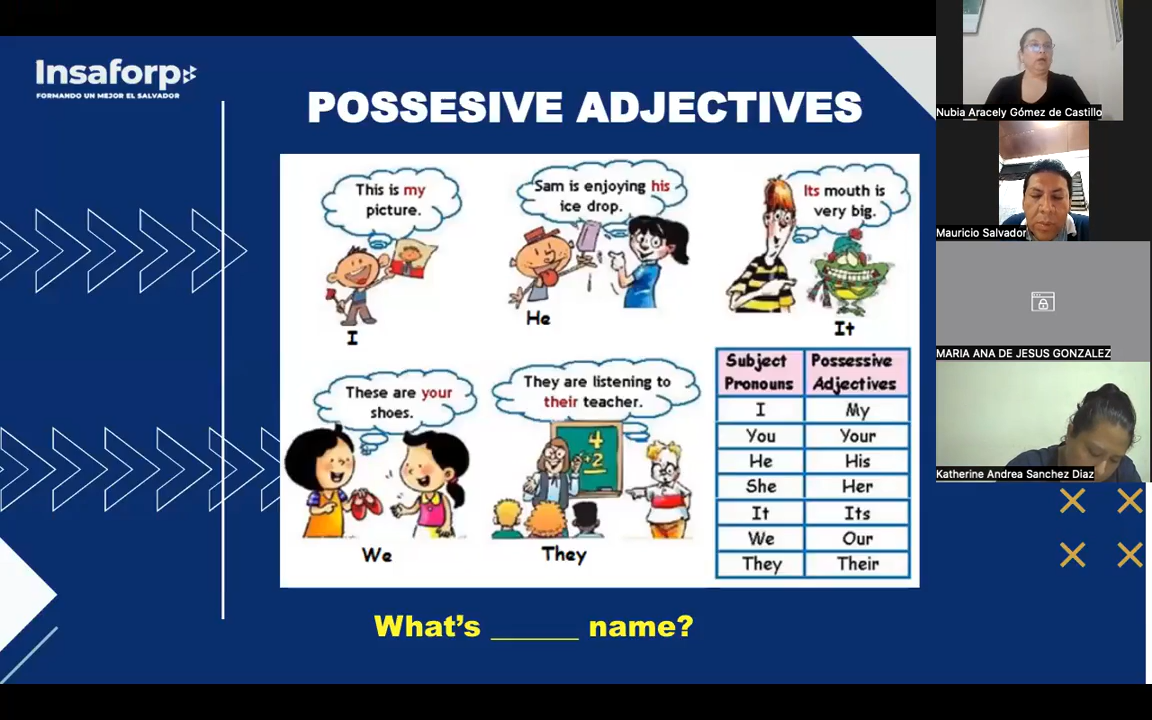 Insaforp
FORMANDO UN MEJOR EL SALVADOR
POSSESIVE ADJECTIVES
This is my
picture.
I
Sam is enjoying his
ice drop.
He
Its mouth is
very big.
It
These are your
shoes.
We
They are listening to
their teacher.
4
+2
They
Subject Pronouns Possessive Adjectives
I My
You Your
He His
She Her
It Its
We Our
They Their
What's ______ name?
Nubia Aracely Gómez de Castillo
Mauricio Salvador
MARIA ANA DE JESUS GONZALEZ
Katherine Andrea Sanchez Diaz